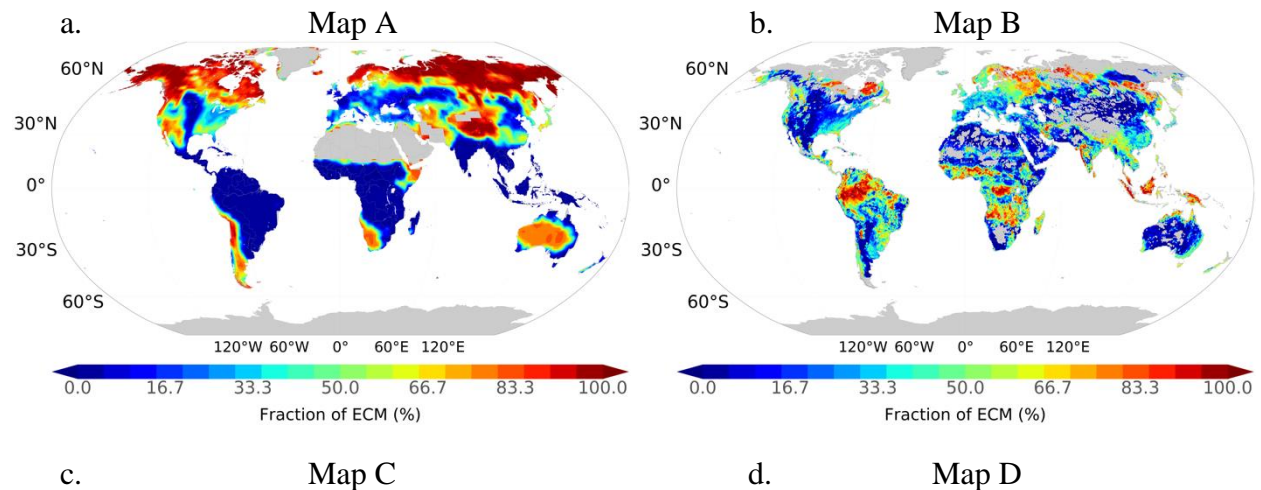 a. Map A
b. Map B
60°N
30°N
0°
30°S
60°S
120°W 60°W 0° 60°E 120°E
0.0 16.7 33.3 50.0 66.7 83.3 100.0
Fraction of ECM (%)
60°N
30°N
0°
30°S
60°S
120°W 60°W 0° 60°E 120°E
0.0 16.7 33.3 50.0 66.7 83.3 100.0
Fraction of ECM (%)
c. Map C
d. Map D